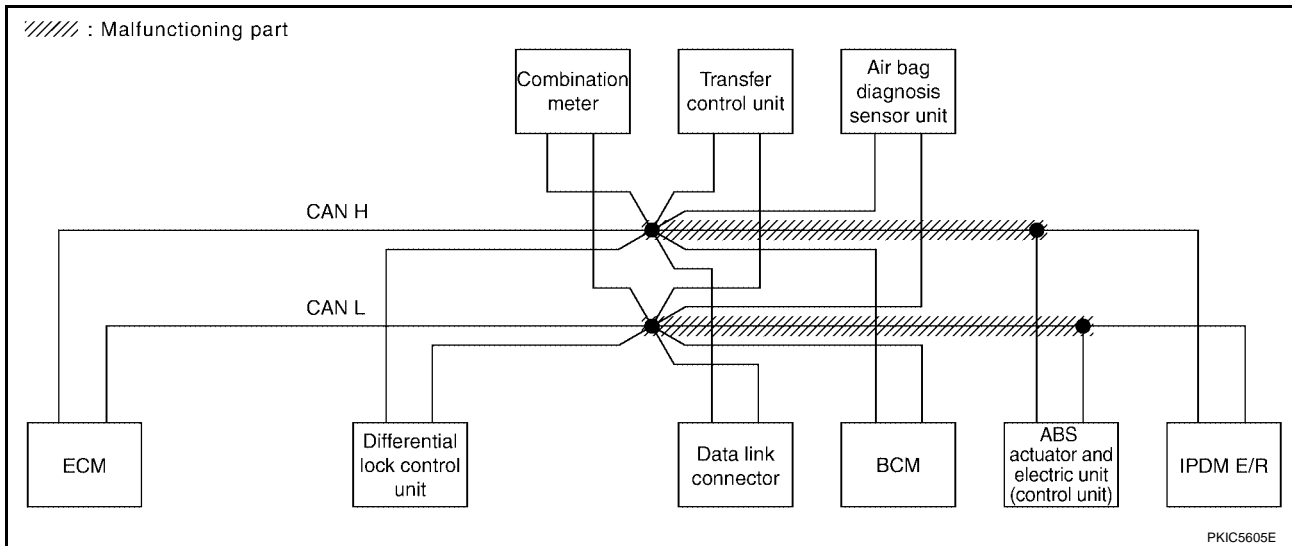 : Malfunctioning part
Combination
meter
Transfer
control unit
Air bag
diagnosis
sensor unit
CAN H
CAN L
ECM
Differential
lock control
unit
Data link
connector
BCM
ABS
actuator and
electric unit
(control unit)
IPDM E/R
PKIC5605E